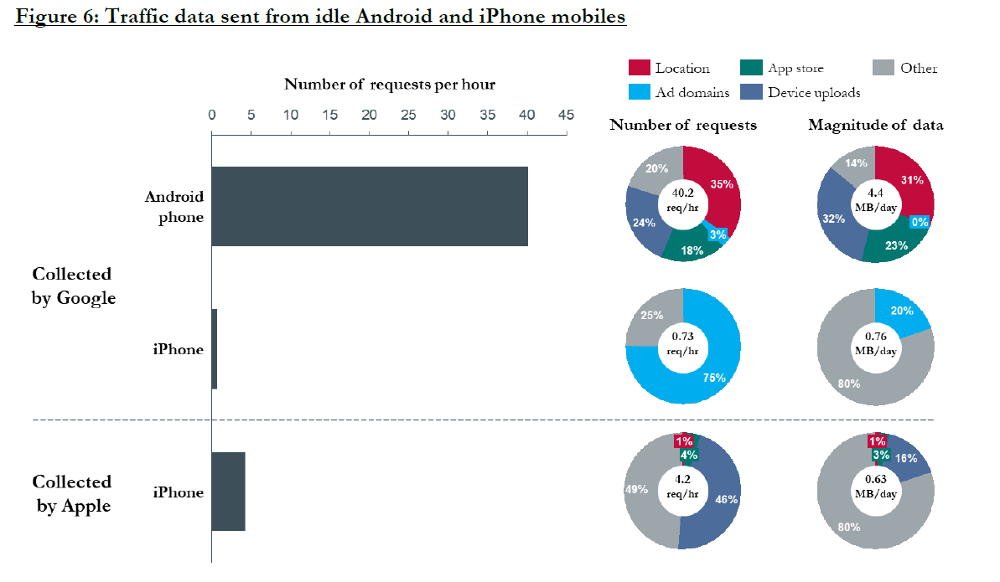 Figure 6: Traffic data sent from idle Android and iPhone mobiles
Location
App store
Other
Ad domains
Device uploads
Number of requests per hour
0 5 10 15 20 25 30 35 40 45
Number of requests
Magnitude of data
Collected
by Google
Android
phone
20%
35%
40.2
req/hr
24%
3%
18%
14%
31%
4.4
MB/day
32%
0%
23%
iPhone
25%
0.73
req/hr
75%
20%
0.76
MB/day
80%
Collected
by Apple
iPhone
1%
4%
4.2
req/hr
49%
46%
1%
3%
16%
0.63
MB/day
80%